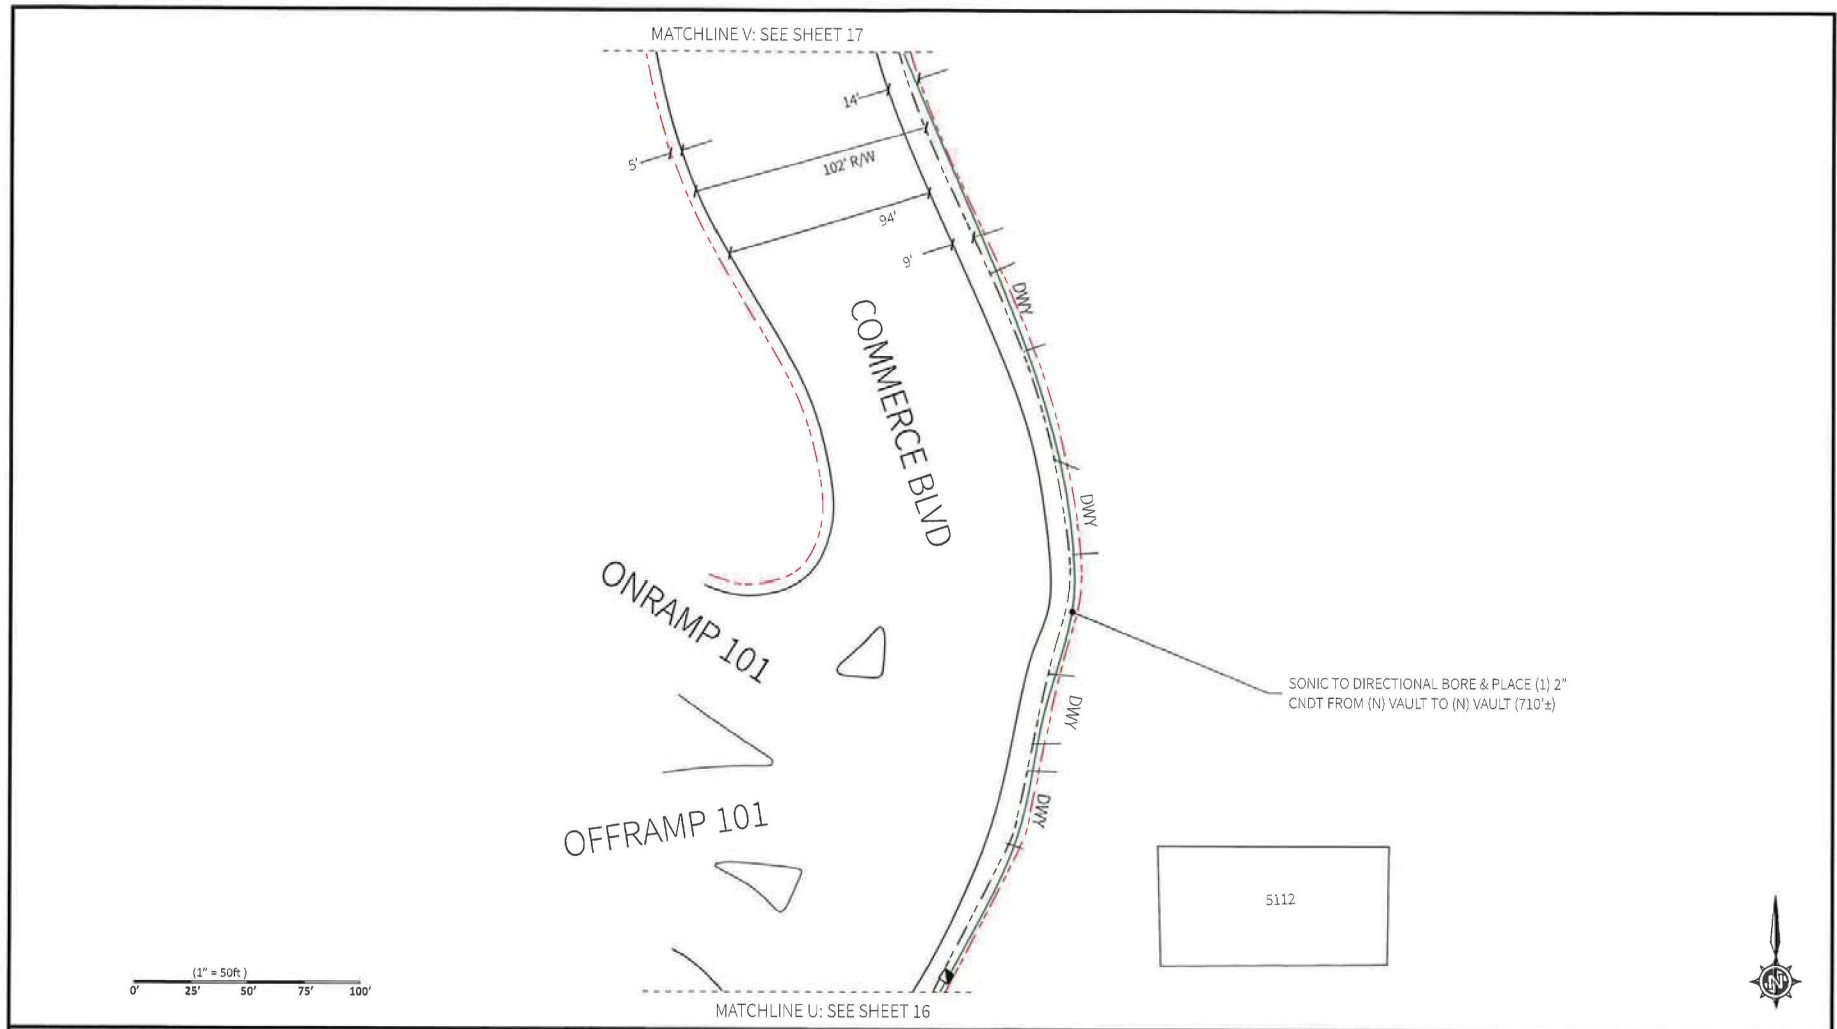 MATCHLINE V: SEE SHEET 17
14'
5'
102' R/W
94'
9'
DWY
COMMERCE BLVD
DWY
ONRAMP 101
SONIC TO DIRECTIONAL BORE & PLACE (1) 2"
CNDT FROM (N) VAULT TO (N) VAULT (710'±)
DWY
DWY
OFFRAMP 101
5112
(1" = 50ft )
0' 25' 50' 75' 100'
N
MATCHLINE U: SEE SHEET 16